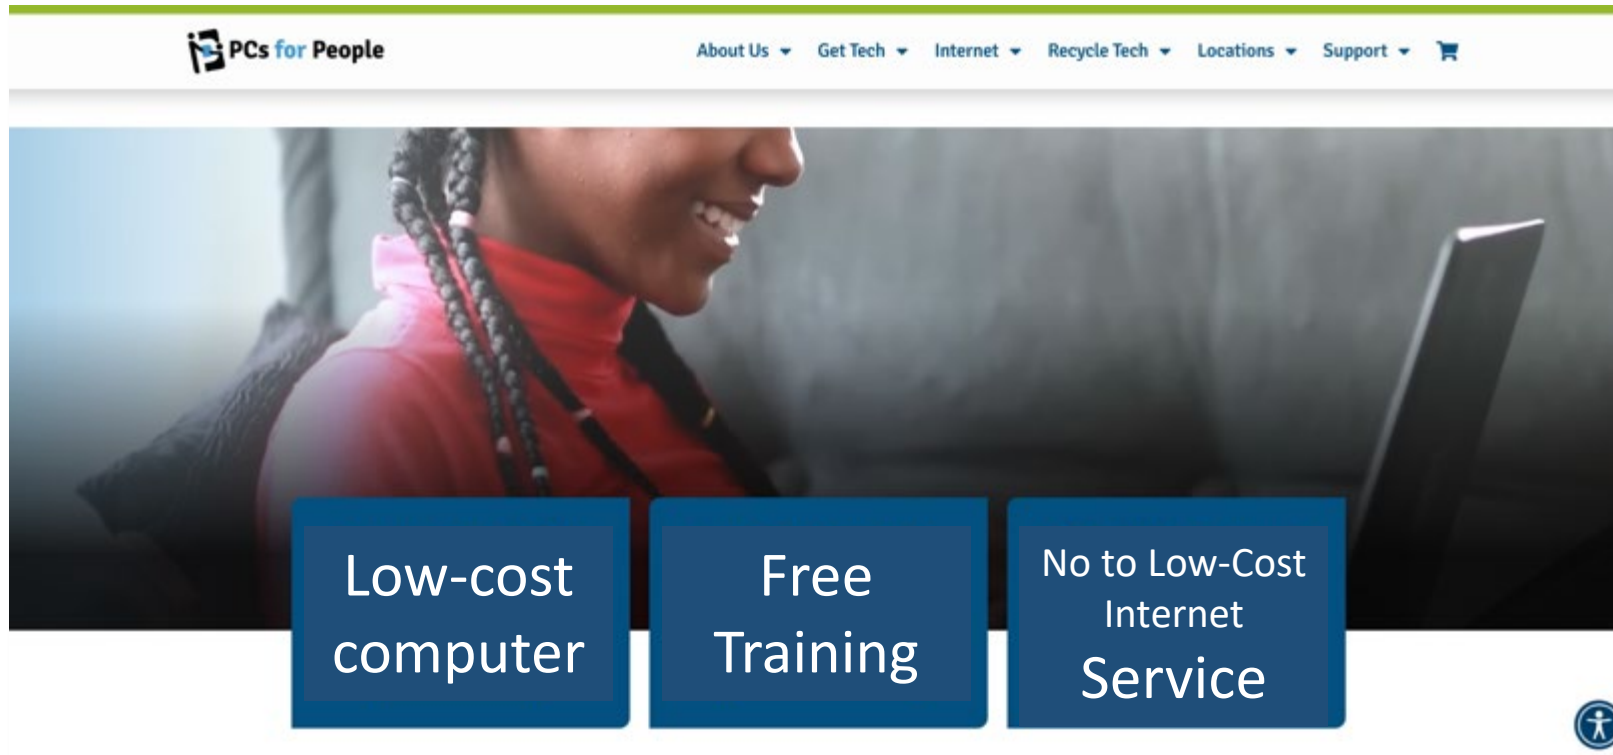 PCs for People
About Us Get Tech Internet Recycle Tech Locations Support
Low-cost
computer
Free
Training
No to Low-Cost
Internet
Service